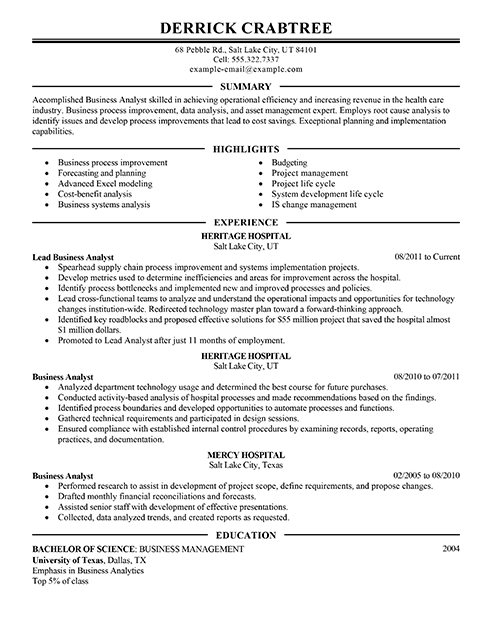 DERRICK CRABTREE
68 Pebble Rd., Salt Lake City, UT 84101
Cell: 555.322.7337
example-email@example.com
SUMMARY
Accomplished Business Analyst skilled in achieving operational efficiency and increasing revenue in the health care
industry. Business process improvement, data analysis, and asset management expert. Employs root cause analysis to
identify issues and develop process improvements that lead to cost savings. Exceptional planning and implementation
capabilities.
HIGHLIGHTS
• Business process improvement
• Forecasting and planning
• Advanced Excel modeling
• Cost-benefit analysis
• Business systems analysis
• Budgeting
• Project management
• Project life cycle
• System development life cycle
• IS change management
EXPERIENCE
HERITAGE HOSPITAL
Salt Lake City, UT
Lead Business Analyst 08/2011 to Current
• Spearhead supply chain process improvement and systems implementation projects.
• Develop metrics used to determine inefficiencies and areas for improvement across the hospital.
• Identify process bottlenecks and implemented new and improved processes and policies.
• Lead cross-functional teams to analyze and understand the operational impacts and opportunities for technology
changes institution-wide. Redirected technology master plan toward a forward-thinking approach.
• Identified key roadblocks and proposed effective solutions for $55 million project that saved the hospital almost
$1 million dollars.
• Promoted to Lead Analyst after just 11 months of employment.
HERITAGE HOSPITAL
Salt Lake City, UT
Business Analyst 08/2010 to 07/2011
• Analyzed department technology usage and determined the best course for future purchases.
• Conducted activity-based analysis of hospital processes and made recommendations based on the findings.
• Identified process boundaries and developed opportunities to automate processes and functions.
• Gathered technical requirements and participated in design sessions.
• Ensured compliance with established internal control procedures by examining records, reports, operating
practices, and documentation.
MERCY HOSPITAL
Salt Lake City, Texas
Business Analyst 02/2005 to 08/2010
• Performed research to assist in development of project scope, define requirements, and propose changes.
• Drafted monthly financial reconciliations and forecasts.
• Assisted senior staff with development of effective presentations.
• Collected, data analyzed trends, and created reports as requested.
EDUCATION
BACHELOR OF SCIENCE: BUSINESS MANAGEMENT 2004
University of Texas, Dallas, TX
Emphasis in Business Analytics
Top 5% of class